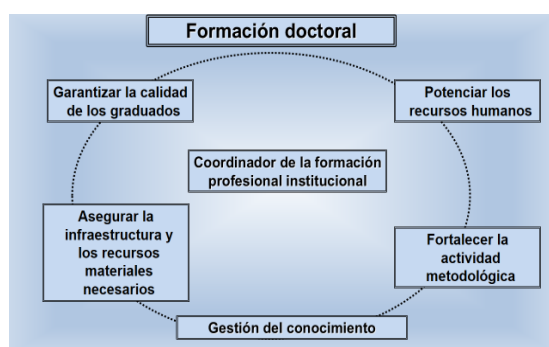 Formación doctoral
Garantizar la calidad
de los graduados
Potenciar los
recursos humanos
Coordinador de la formación
profesional institucional
Asegurar la
infraestructura y
los recursos
materiales
necesarios
Fortalecer la
actividad
metodológica
Gestión del conocimiento